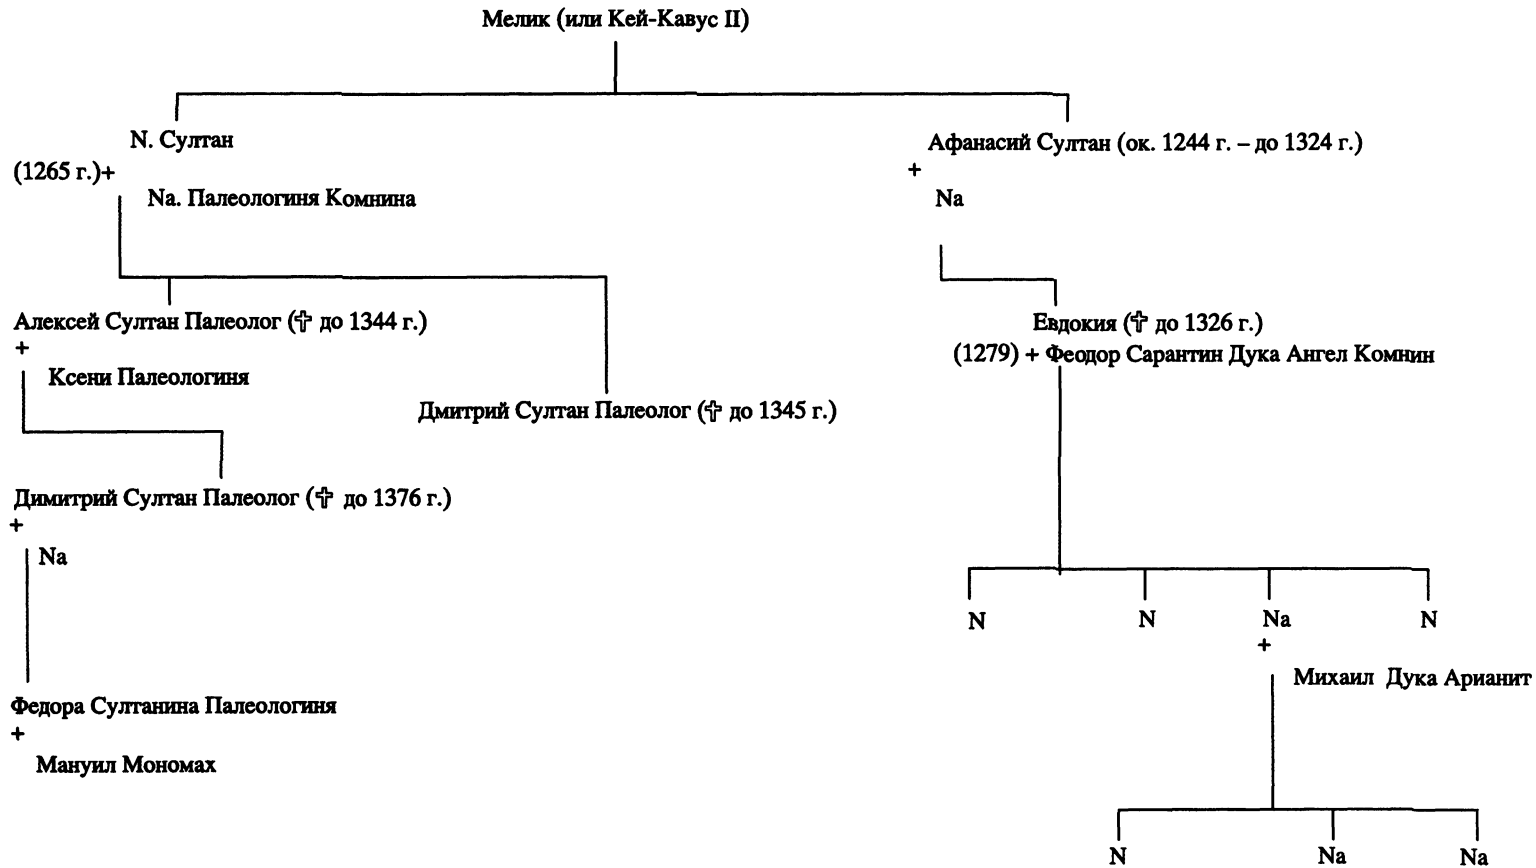 Мелик (или Кей-Кавус II)
N. Султан
(1265 г.)+
Na. Палеологиня Комнина
Афанасий Султан (ок. 1244 г. – до 1324 г.)
+
Na
Алексей Султан Палеолог (✞ до 1344 г.)
+
Ксени Палеологиня
Дмитрий Султан Палеолог (✞ до 1345 г.)
Евдокия (✞ до 1326 г.)
(1279) + Феодор Сарантин Дука Ангел Комнин
Димитрий Султан Палеолог (✞ до 1376 г.)
+
Na
N N Na N
+
Михаил Дука Арианит
Федора Султанина Палеологиня
+
Мануил Мономах
N Na Na